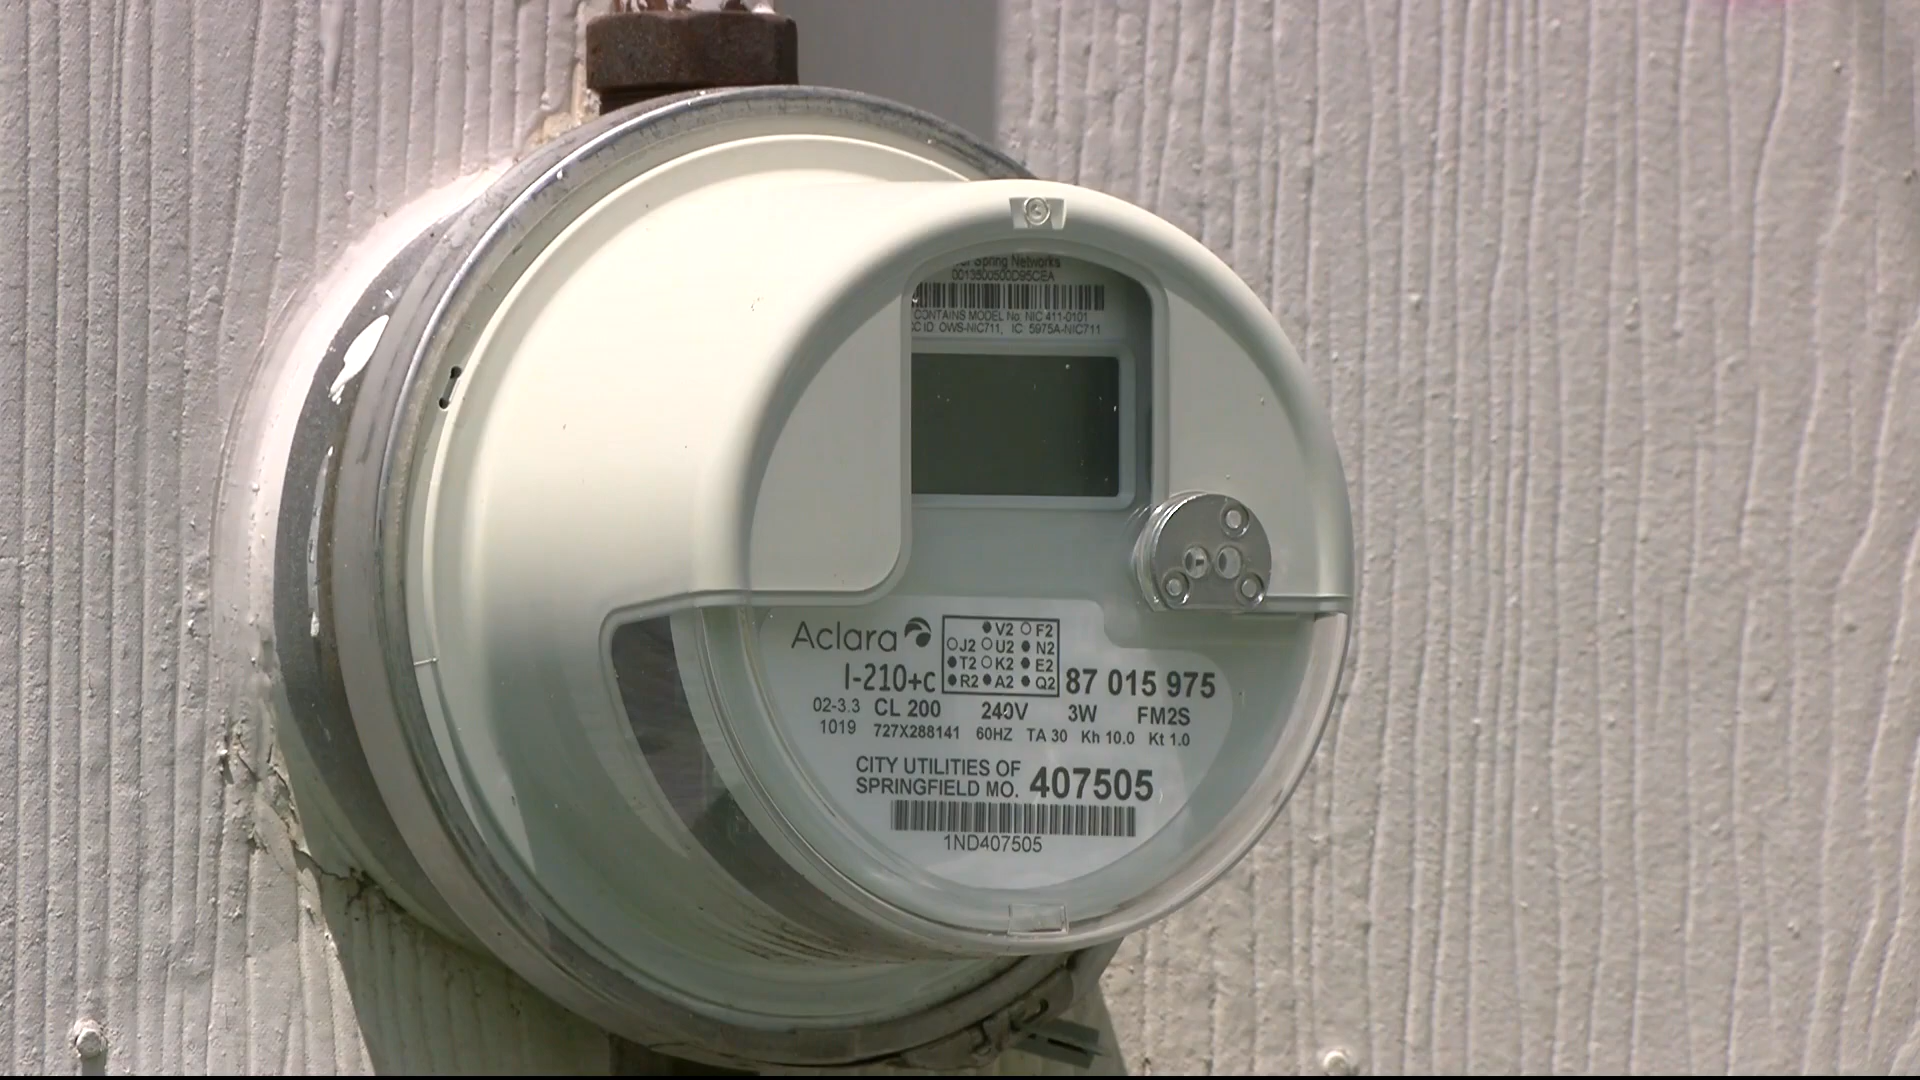 Spring Networks
0013500500D95CEA
CONTAINS MODEL No. NIC 411-0101
ID OWS-NIC711, IC 5975A-NIC711
Aclara
V2 F2
J2 U2 N2
T2 K2 E2
R2 A2 Q2
I-210+c
87 015 975
02-3.3 CL 200 240V 3W FM2S
1019 727X288141 60HZ TA 30 Kh 10.0 Kt 1.0
CITY UTILITIES OF
SPRINGFIELD MO. 407505
1ND407505